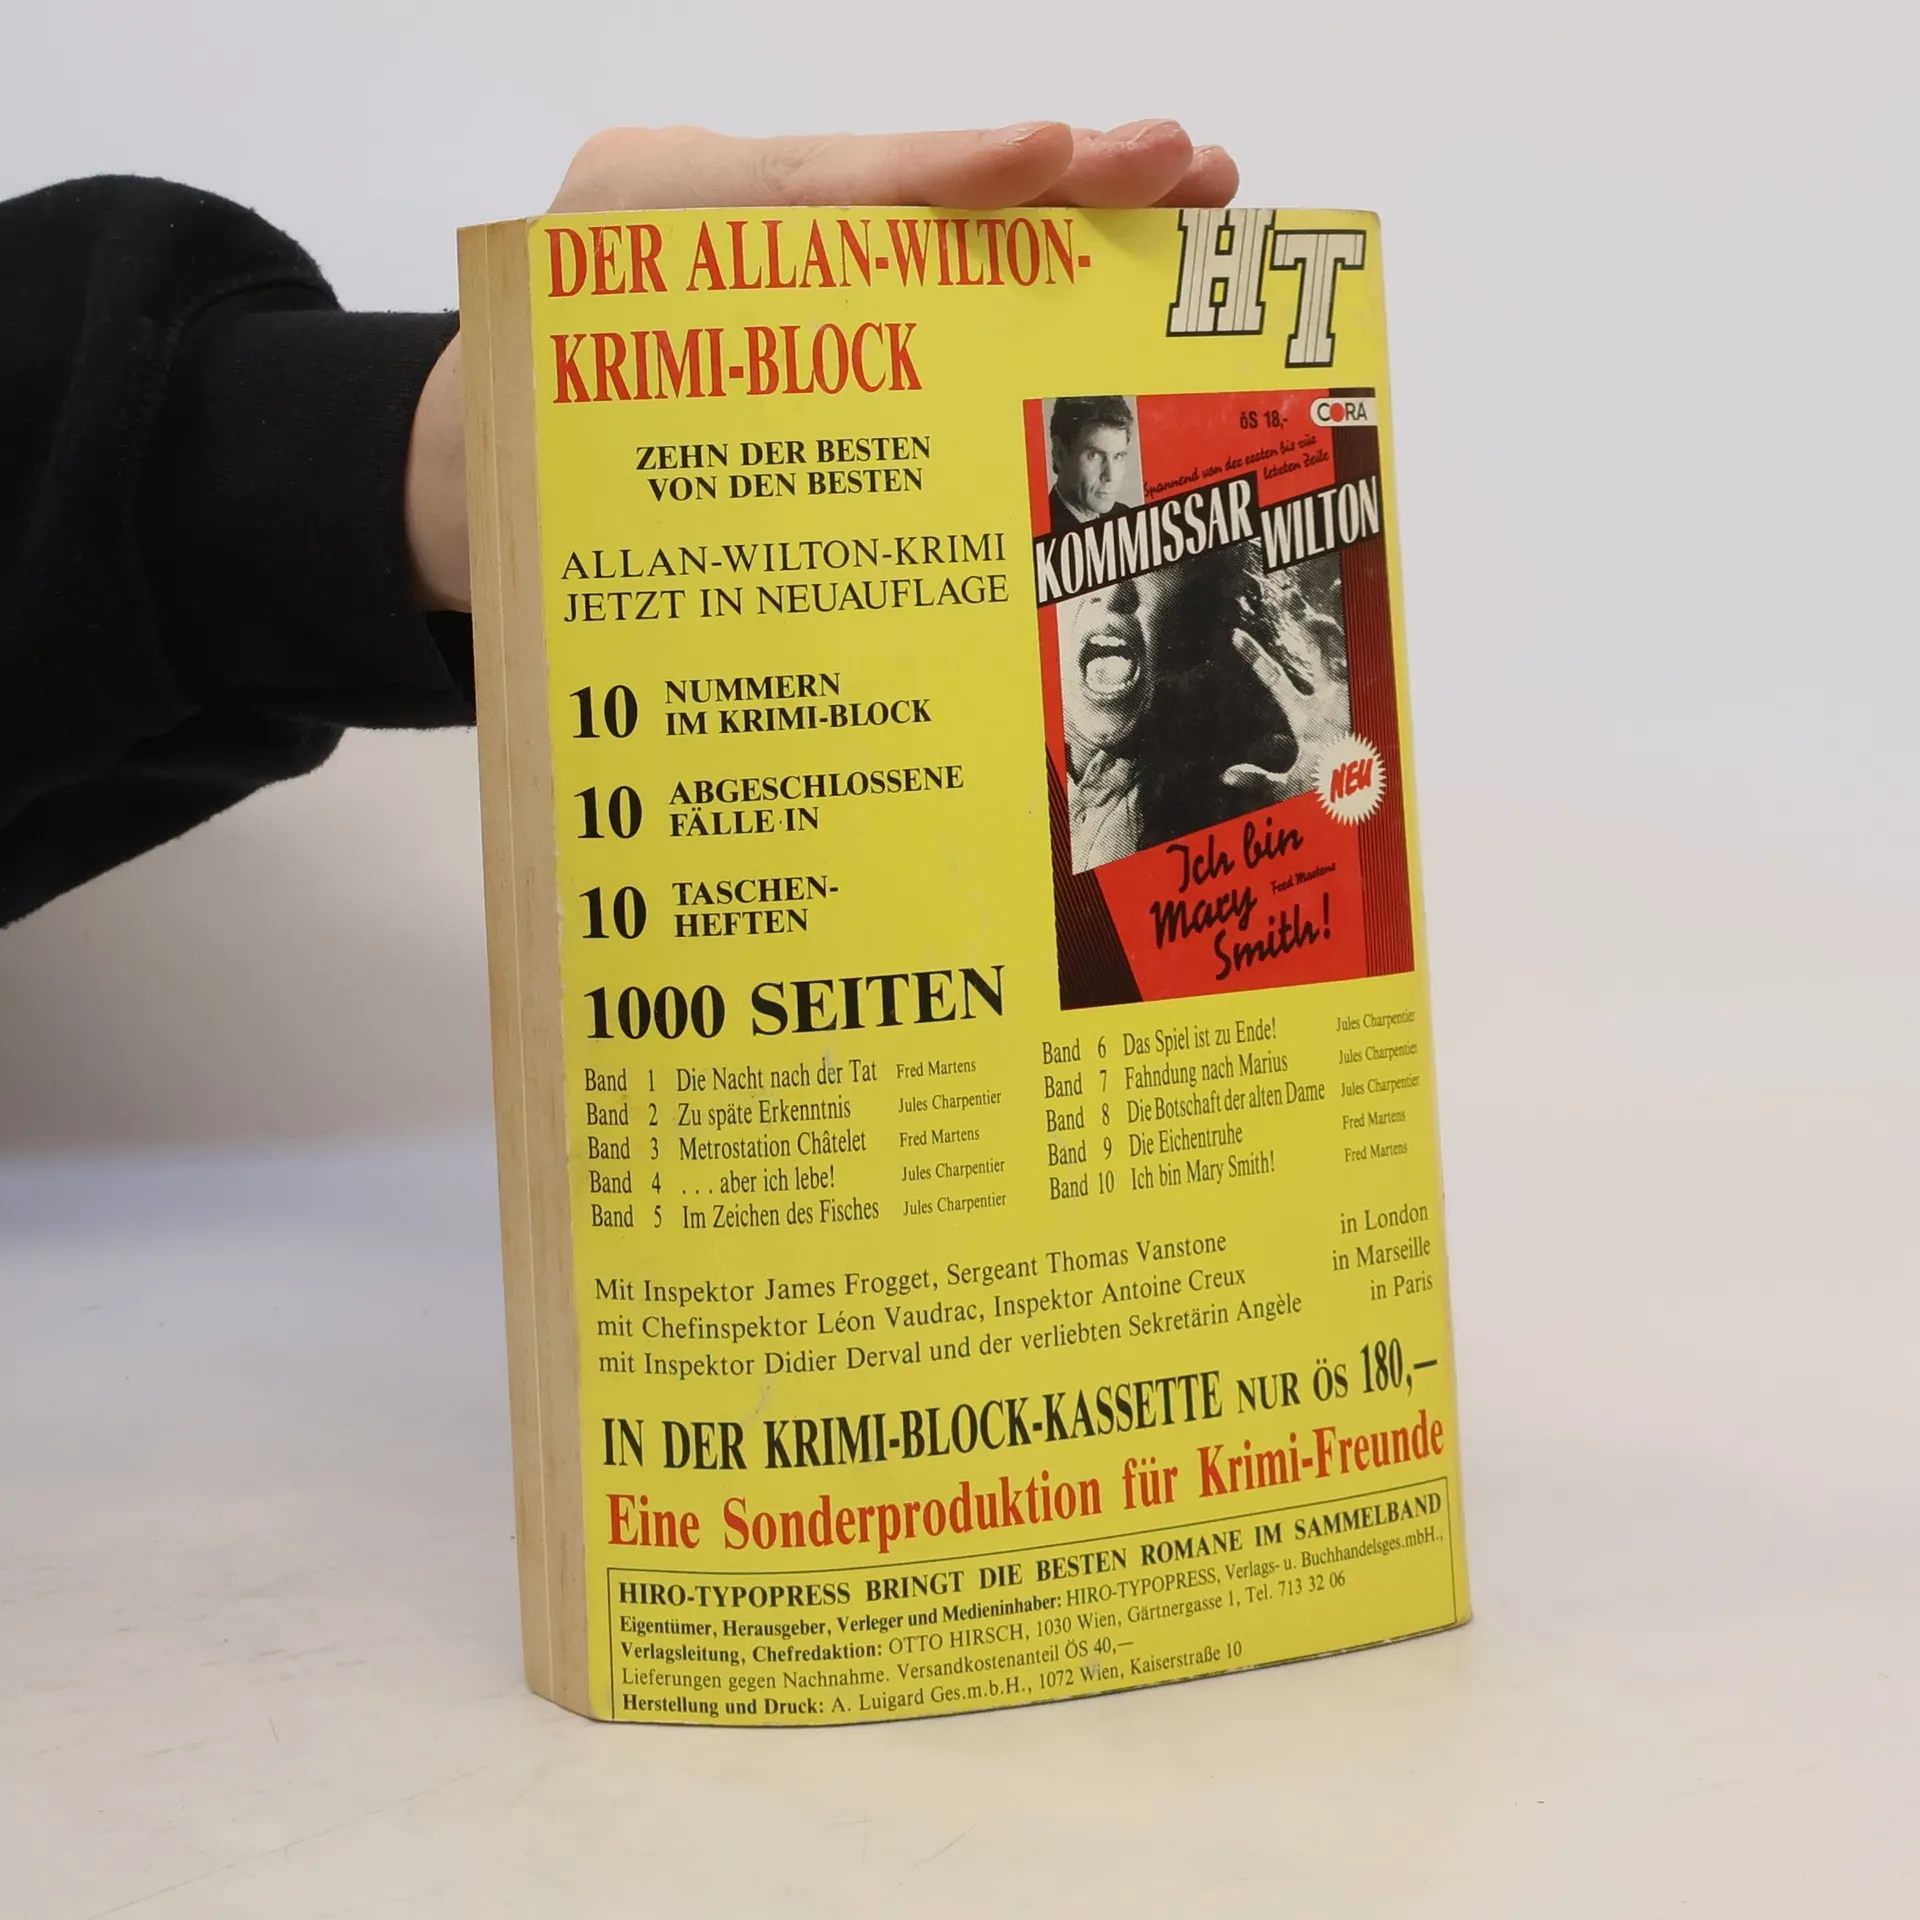 DER ALLAN-WILTON-
KRIMI-BLOCK
HT
ZEHN DER BESTEN
VON DEN BESTEN
ALLAN-WILTON-KRIMI
JETZT IN NEUAUFLAGE
10 NUMMERN
IM KRIMI-BLOCK
10 ABGESCHLOSSENE
FÄLLE IN
10 TASCHEN-
HEFTEN
1000 SEITEN
öS 18,-
CORA
Spannend von der ersten bis zur
letzten Zeile
KOMMISSAR WILTON
NEU
Ich bin
Mary
Fred Martens
Smith!
Band 1 Die Nacht nach der Tat Fred Martens
Band 2 Zu späte Erkenntnis Jules Charpentier
Band 3 Metrostation Châtelet Fred Martens
Band 4 . . . aber ich lebe! Jules Charpentier
Band 5 Im Zeichen des Fisches Jules Charpentier
Band 6 Das Spiel ist zu Ende! Jules Charpentier
Band 7 Fahndung nach Marius Jules Charpentier
Band 8 Die Botschaft der alten Dame Jules Charpentier
Band 9 Die Eichentruhe Fred Martens
Band 10 Ich bin Mary Smith! Fred Martens
Mit Inspektor James Frogget, Sergeant Thomas Vanstone in London
mit Chefinspektor Léon Vaudrac, Inspektor Antoine Creux in Marseille
mit Inspektor Didier Derval und der verliebten Sekretärin Angèle in Paris
IN DER KRIMI-BLOCK-KASSETTE NUR ÖS 180,—
Eine Sonderproduktion für Krimi-Freunde
HIRO-TYPOPRESS BRINGT DIE BESTEN ROMANE IM SAMMELBAND
Eigentümer, Herausgeber, Verleger und Medieninhaber: HIRO-TYPOPRESS, Verlags- u. Buchhandelsges.mbH.,
Verlagsleitung, Chefredaktion: OTTO HIRSCH, 1030 Wien, Gärtnergasse 1, Tel. 713 32 06
Lieferungen gegen Nachnahme. Versandkostenanteil ÖS 40,—
Herstellung und Druck: A. Luigard Ges.m.b.H., 1072 Wien, Kaiserstraße 10